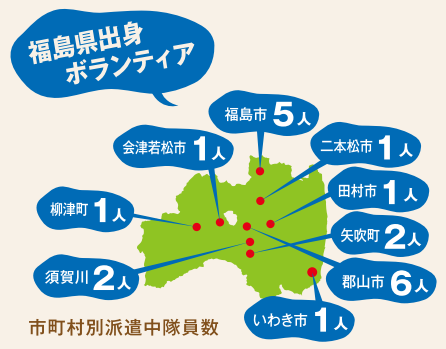 福島県出身
ボランティア
福島市5人
会津若松市1人
二本松市1人
柳津町1人
田村市1人
矢吹町2人
須賀川2人
郡山市6人
いわき市1人
市町村別派遣中隊員数